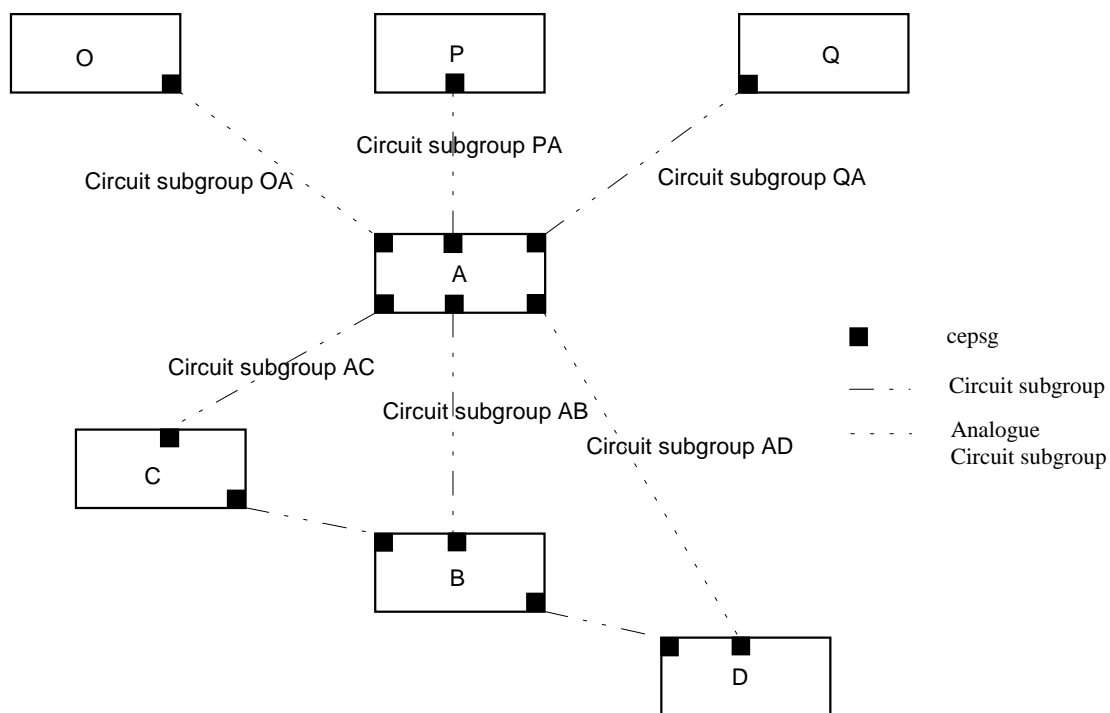 O
P
Q
Circuit subgroup PA
Circuit subgroup OA
Circuit subgroup QA
A
cepsg
Circuit subgroup AC
Circuit subgroup
Circuit subgroup AB
Analogue
Circuit subgroup
Circuit subgroup AD
C
B
D